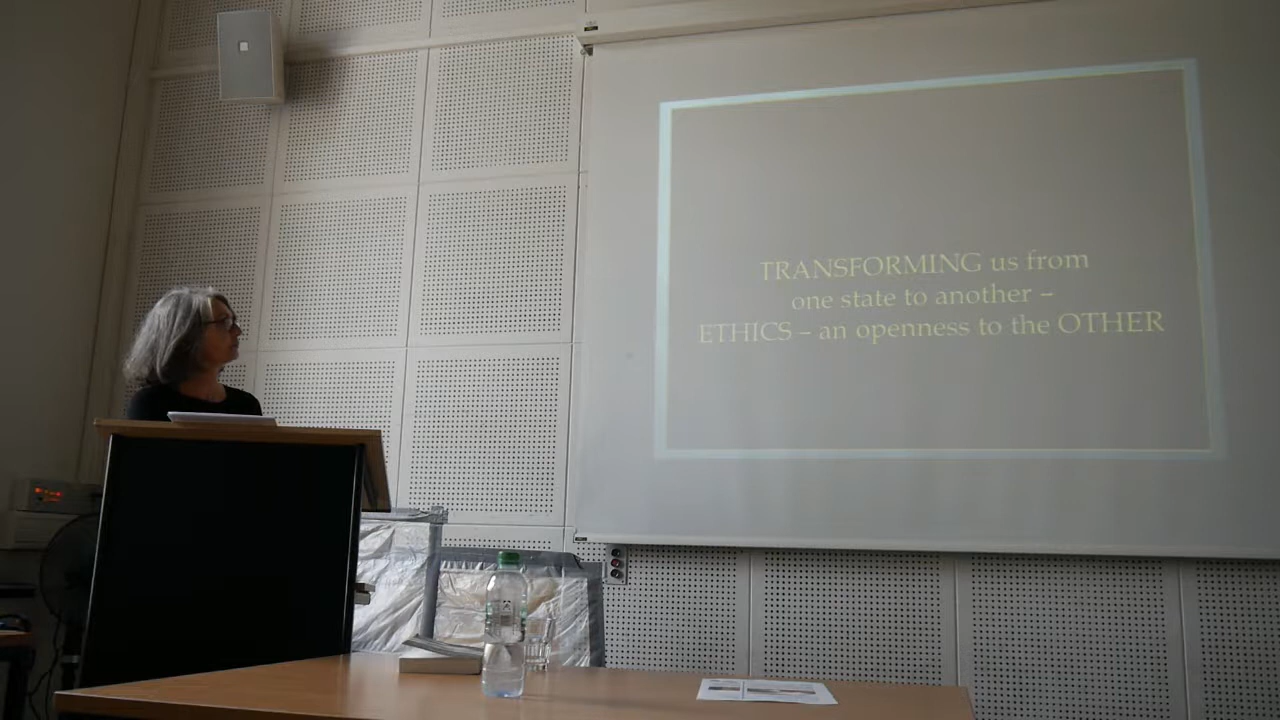 TRANSFORMING us from
one state to another –
ETHICS – an openness to the OTHER